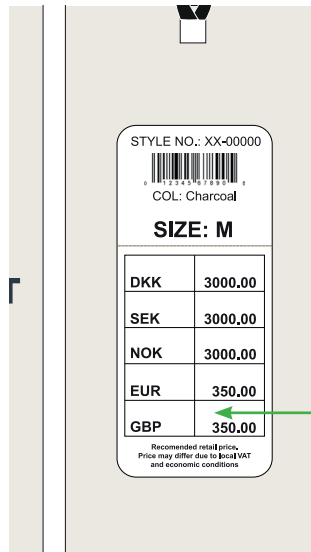 STYLE NO.: XX-00000
0 12345 67890 6
COL: Charcoal
SIZE: M
DKK 3000.00
SEK 3000.00
NOK 3000.00
EUR 350.00
GBP 350.00
Recomended retail price.
Price may differ due to local VAT
and economic conditions